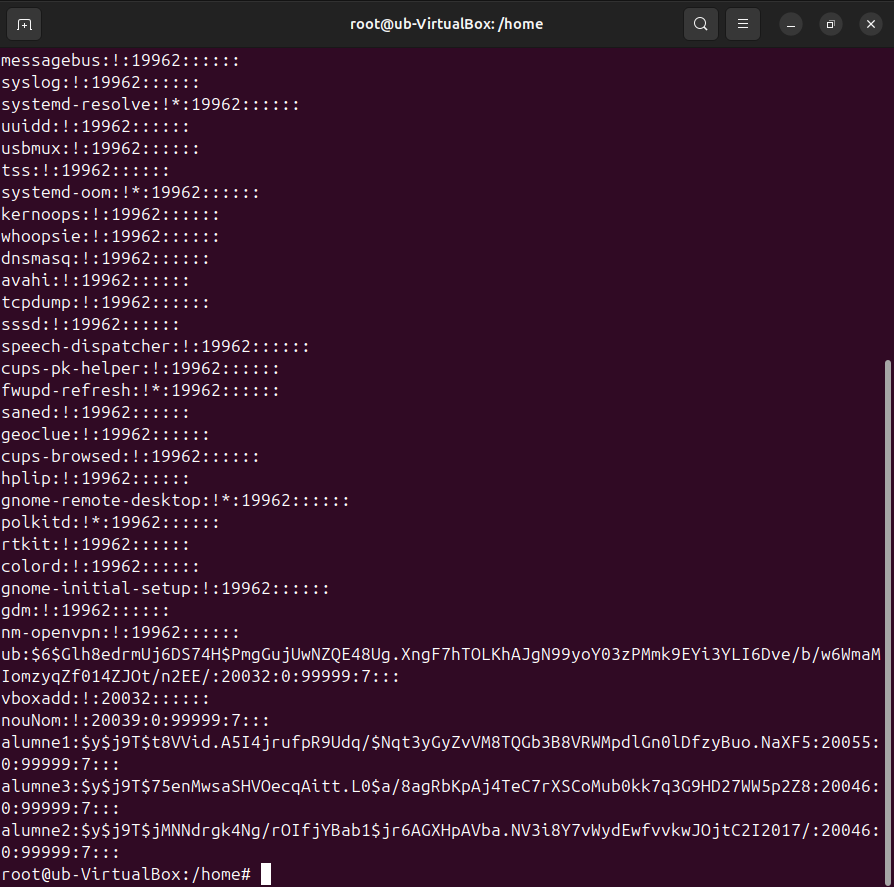 root@ub-VirtualBox: /home
messagebus:!:19962::::::
syslog:!:19962::::::
systemd-resolve:!*:19962::::::
uuidd:!:19962::::::
usbmux:!:19962::::::
tss:!:19962::::::
systemd-oom:!*:19962::::::
kernoops:!:19962::::::
whoopsie:!:19962::::::
dnsmasq:!:19962::::::
avahi:!:19962::::::
tcpdump:!:19962::::::
sssd:!:19962::::::
speech-dispatcher:!:19962::::::
cups-pk-helper:!:19962::::::
fwupd-refresh:!*:19962::::::
saned:!:19962::::::
geoclue:!:19962::::::
cups-browsed:!:19962::::::
hplip:!:19962::::::
gnome-remote-desktop:!*:19962::::::
polkitd:!*:19962::::::
rtkit:!:19962::::::
colord:!:19962::::::
gnome-initial-setup:!:19962::::::
gdm:!:19962::::::
nm-openvpn:!:19962::::::
ub:$6$Glh8edrmUj6DS74H$PmgGujUwNZQE48Ug.XngF7hTOLKhAJgN99yoY03zPMmk9EYi3YLI6Dve/b/w6WmaM
IomzyqZf014ZJOt/n2EE/:20032:0:99999:7:::
vboxadd:!:20032::::::
nouNom:!:20039:0:99999:7:::
alumne1:$y$j9T$t8VVid.A5I4jrufpR9Udq/$Nqt3yGyZvVM8TQGb3B8VRWMpdlGn0lDfzyBuo.NaXF5:20055:
0:99999:7:::
alumne3:$y$j9T$75enMwsaSHVOecqAitt.L0$a/8agRbKpAj4TeC7rXSCoMub0kk7q3G9HD27WW5p2Z8:20046:
0:99999:7:::
alumne2:$y$j9T$jMNNdrgk4Ng/rOIfjYBab1$jr6AGXHpAVba.NV3i8Y7vWydEwfvvkwJOjtC2I2017/:20046:
0:99999:7:::
root@ub-VirtualBox:/home#